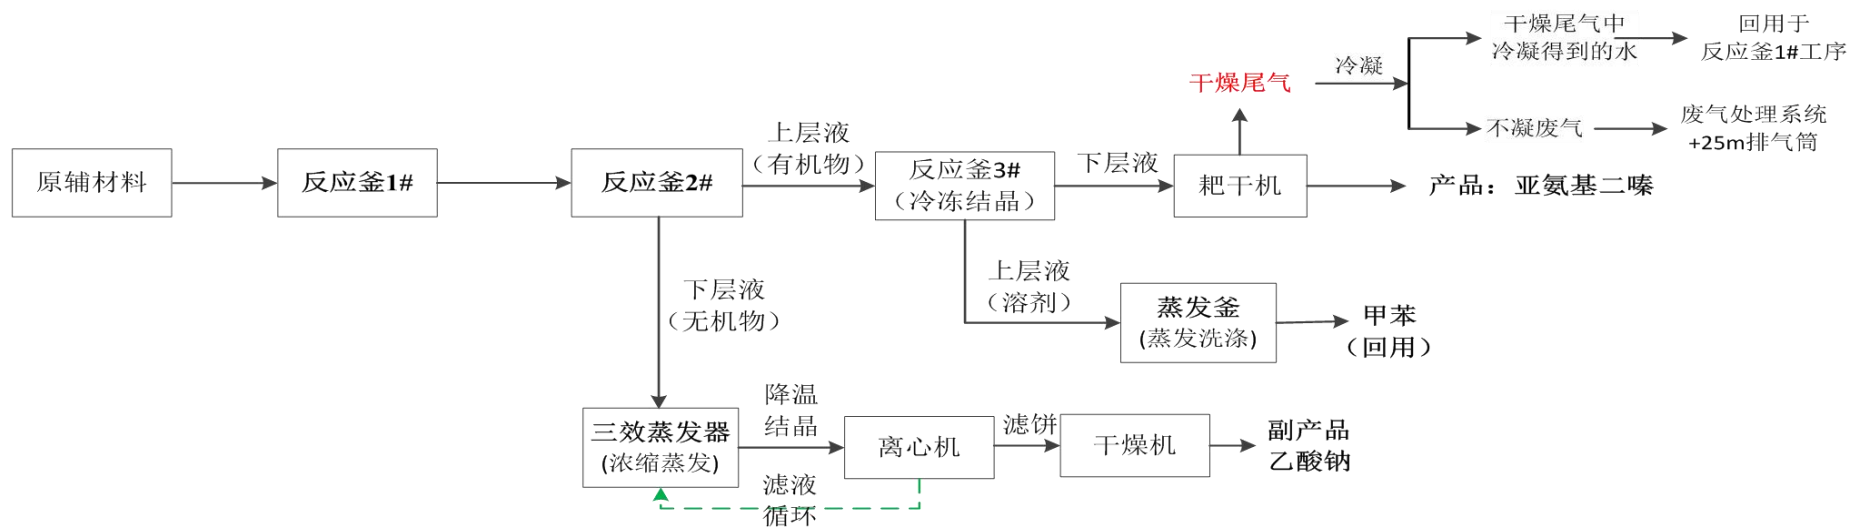 干燥尾气中
冷凝得到的水
回用于
反应釜1#工序
冷凝
干燥尾气
不凝废气
废气处理系统
+25m排气筒
原辅材料
反应釜1#
反应釜2#
上层液
（有机物）
反应釜3#
（冷冻结晶）
下层液
耙干机
产品：亚氨基二嗪
下层液
（无机物）
上层液
（溶剂）
蒸发釜
(蒸发洗涤)
甲苯
（回用）
三效蒸发器
(浓缩蒸发)
降温
结晶
离心机
滤饼
干燥机
副产品
乙酸钠
滤液
循环